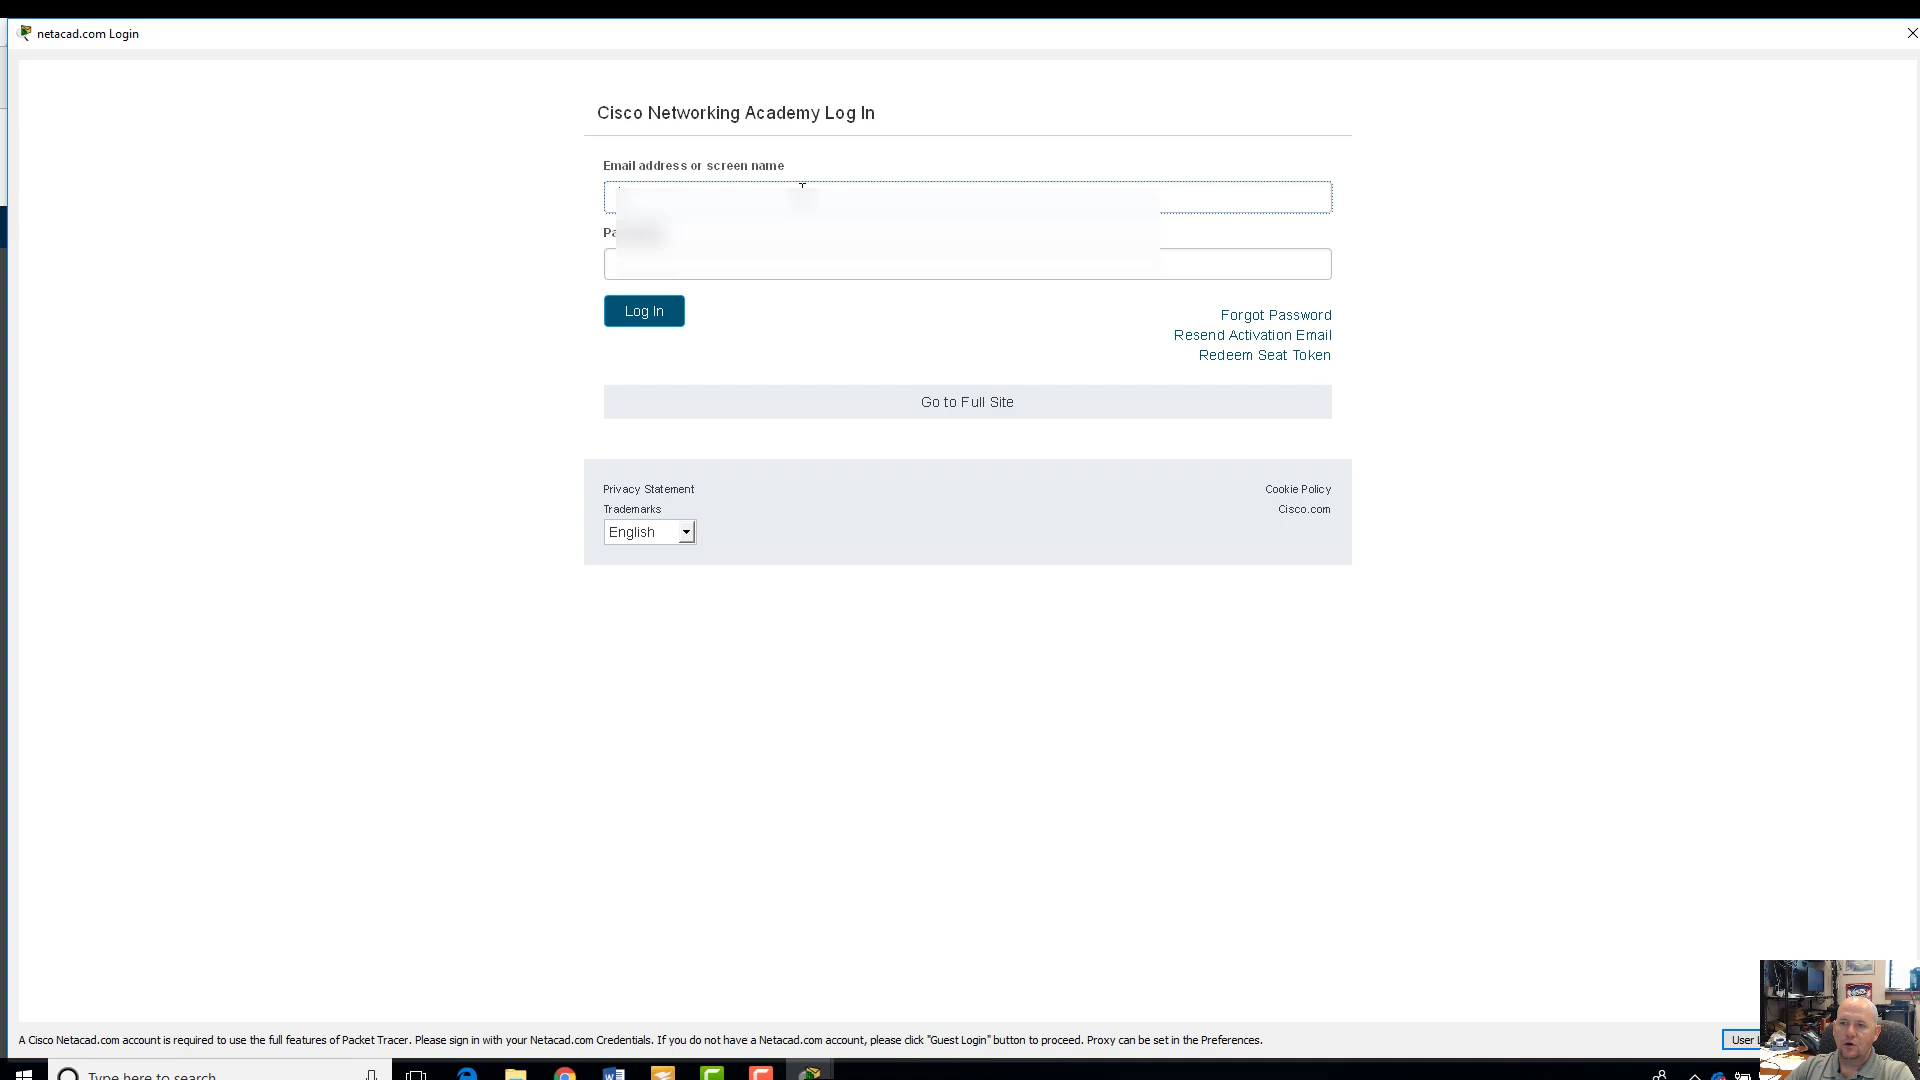 netacad.com Login
Cisco Networking Academy Log In
Email address or screen name
Log In
Forgot Password
Resend Activation Email
Redeem Seat Token
Go to Full Site
Privacy Statement
Cookie Policy
Trademarks
Cisco.com
English
A Cisco Netacad.com account is required to use the full features of Packet Tracer. Please sign in with your Netacad.com Credentials. If you do not have a Netacad.com account, please click "Guest Login" button to proceed. Proxy can be set in the Preferences.
User
Type here to search